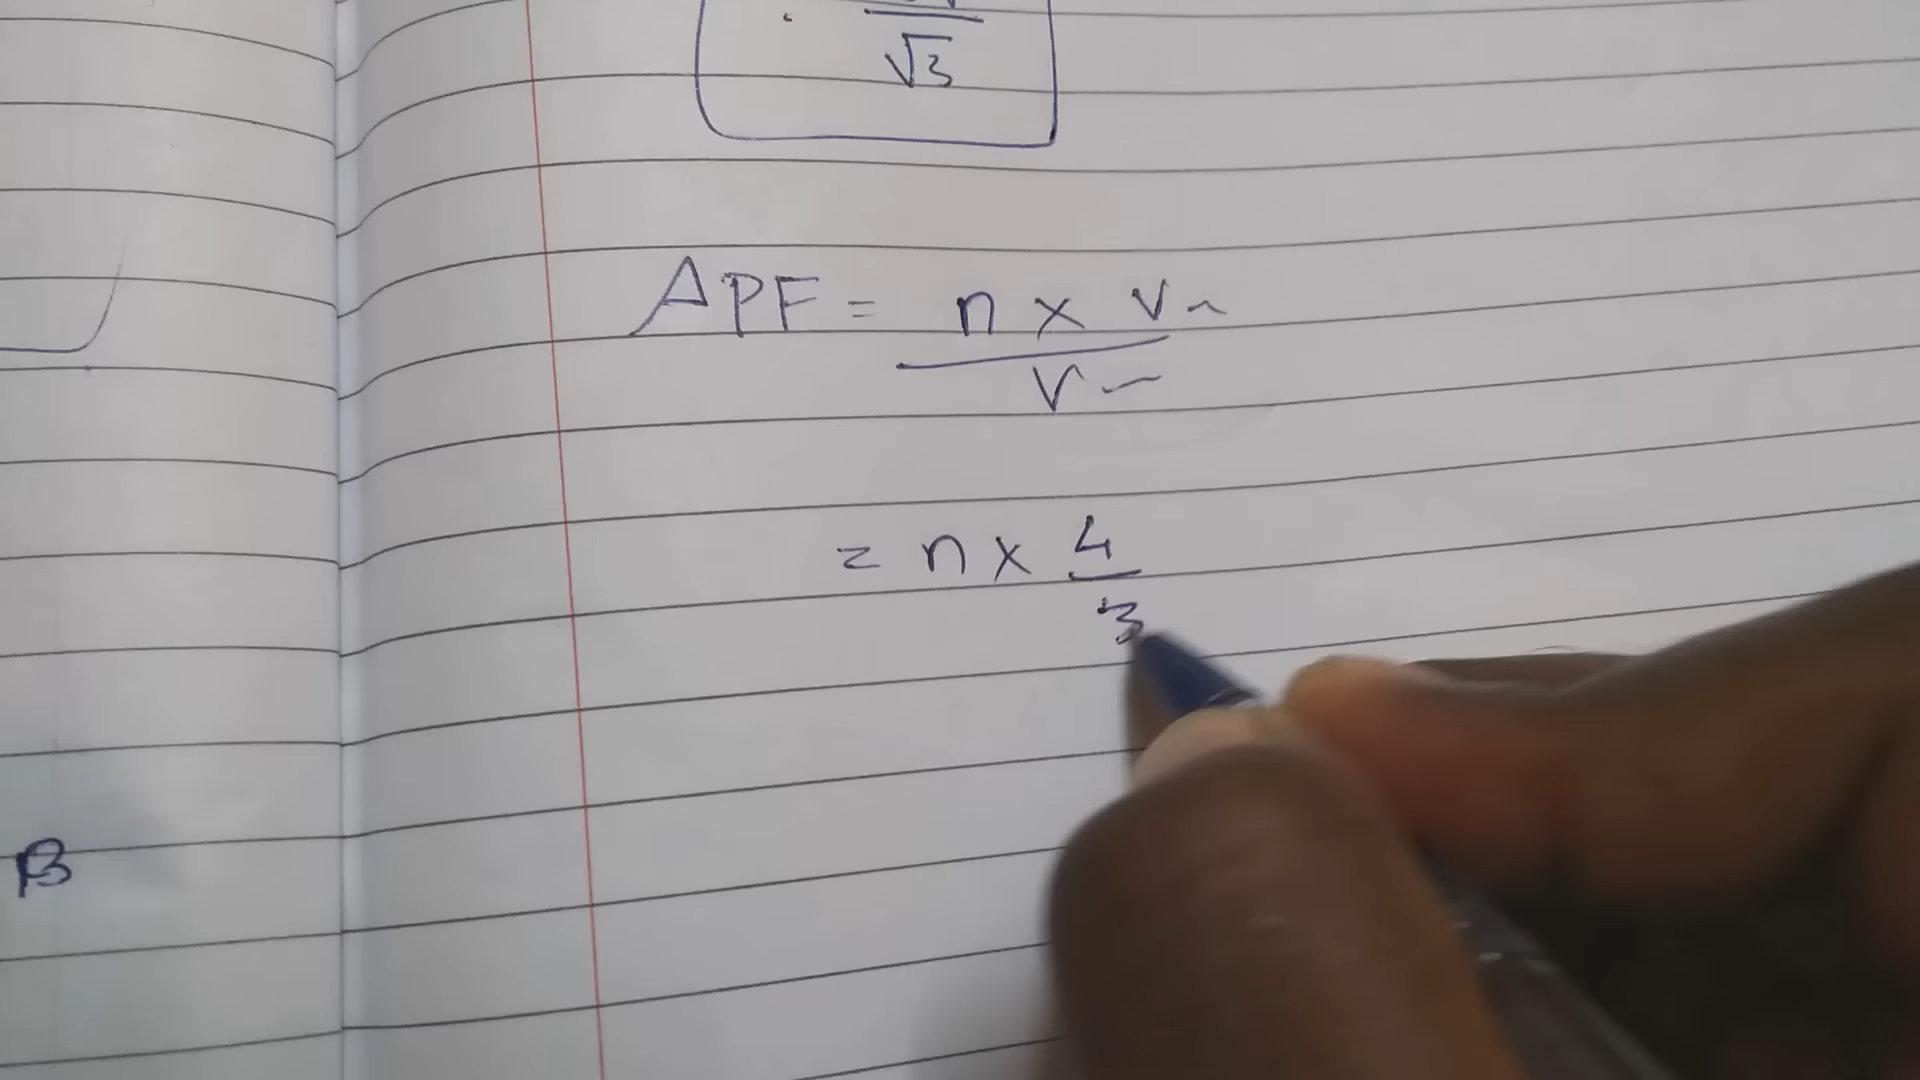 √3
APF = n × V
V
= n × 4
3
B